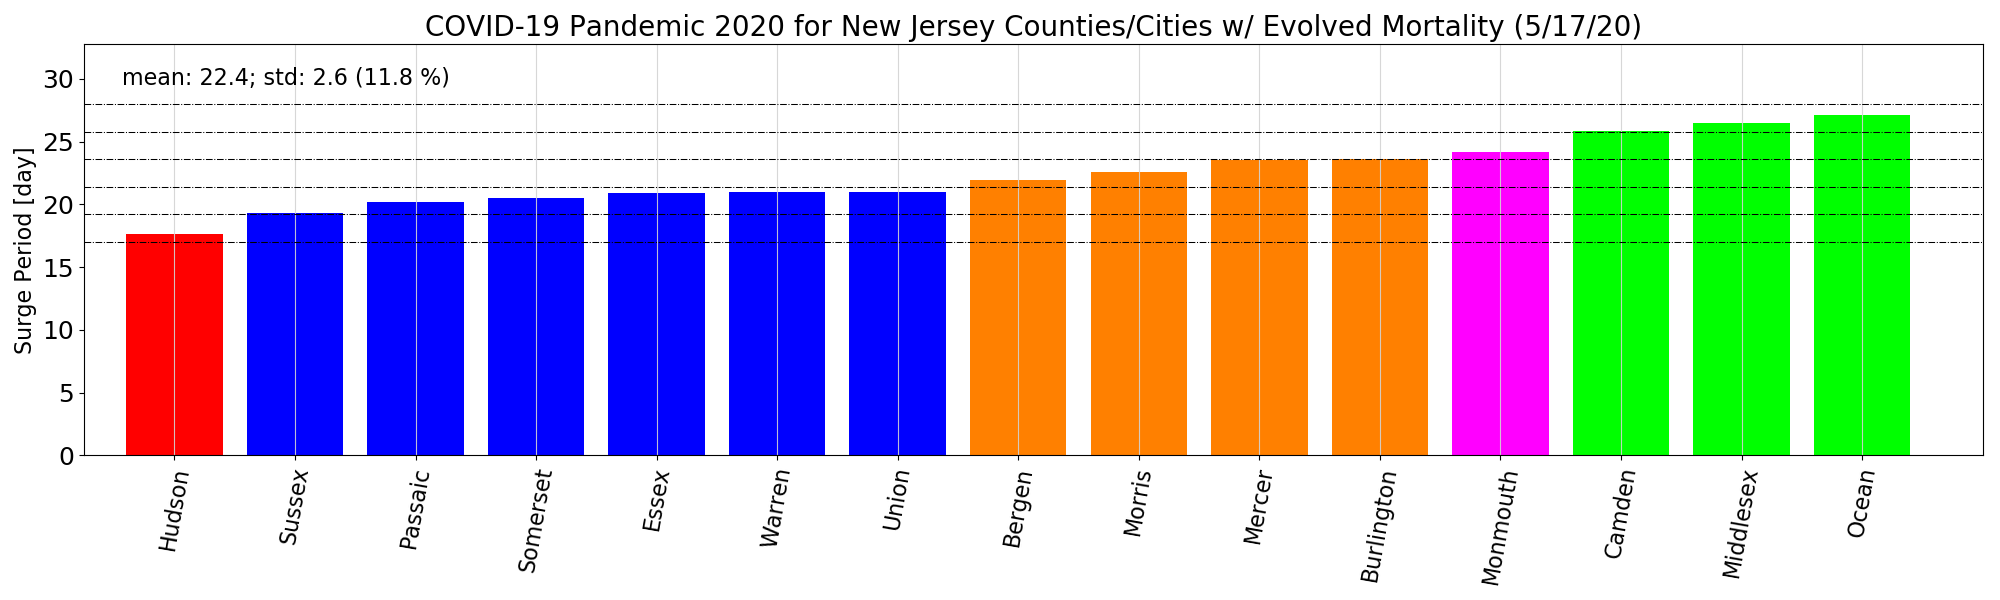 COVID-19 Pandemic 2020 for New Jersey Counties/Cities w/ Evolved Mortality (5/17/20)
mean: 22.4; std: 2.6 (11.8 %)
Surge Period [day]
30
25
20
15
10
5
0
Hudson
Sussex
Passaic
Somerset
Essex
Warren
Union
Bergen
Morris
Mercer
Burlington
Monmouth
Camden
Middlesex
Ocean